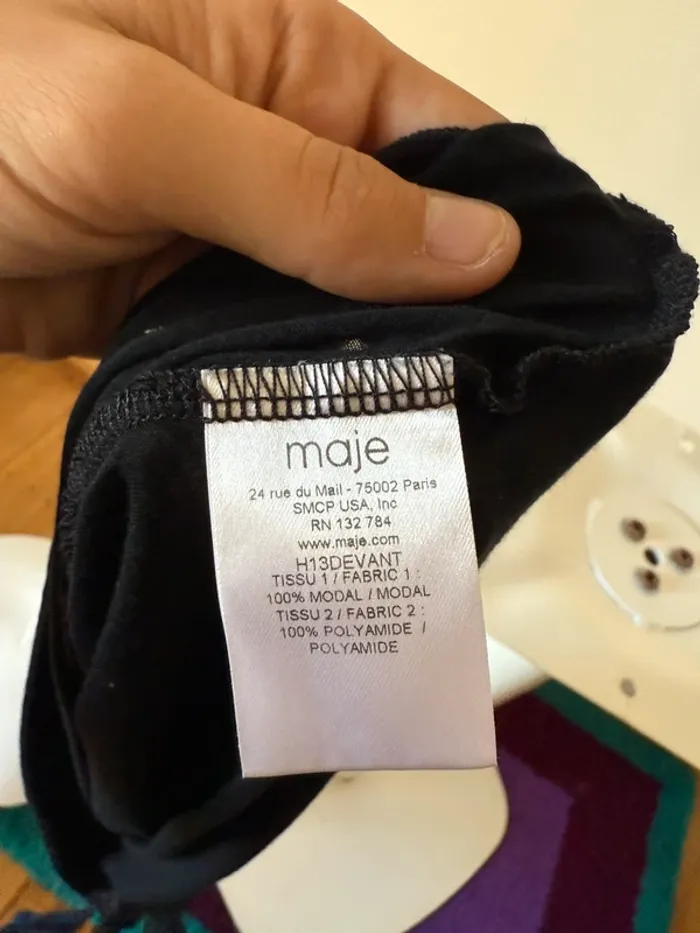 maje
24 rue du Mail - 75002 Paris
SMCP USA, Inc
RN 132 784
www.maje.com
H13DEVANT
TISSU 1 / FABRIC 1 :
100% MODAL / MODAL
TISSU 2 / FABRIC 2 :
100% POLYAMIDE /
POLYAMIDE